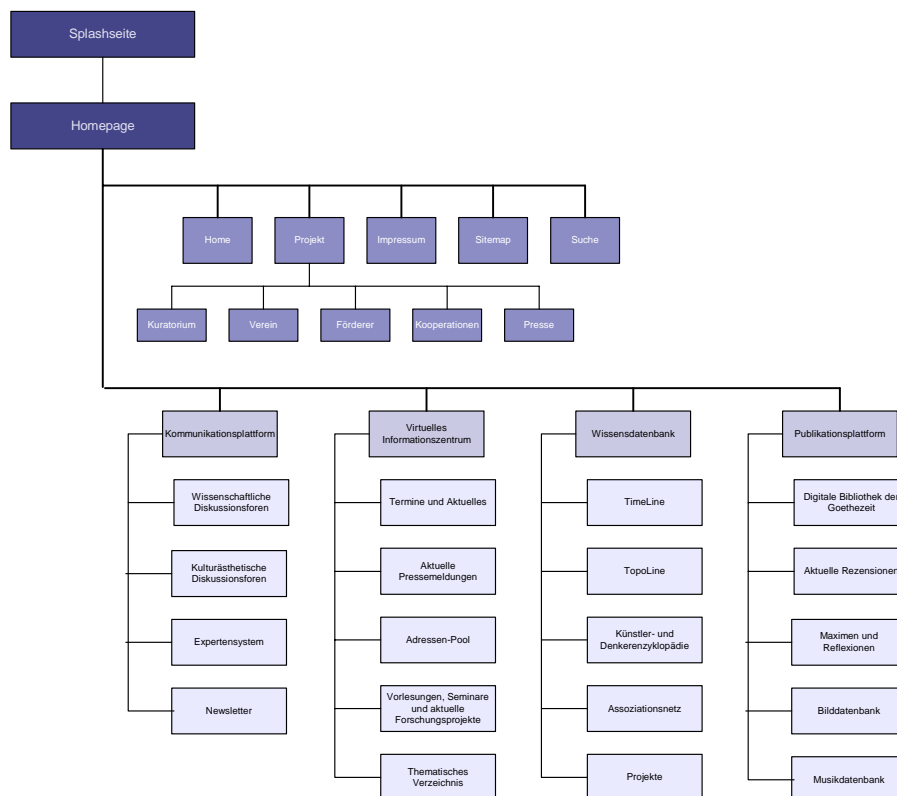 Splashseite
Homepage
Home
Projekt
Impressum
Sitemap
Suche
Kuratorium
Verein
Förderer
Kooperationen
Presse
Kommunikationsplattform
Wissenschaftliche
Diskussionsforen
Kulturästhetische
Diskussionsforen
Expertensystem
Newsletter
Virtuelles
Informationszentrum
Termine und Aktuelles
Aktuelle
Pressemeldungen
Adressen-Pool
Vorlesungen, Seminare
und aktuelle
Forschungsprojekte
Thematisches
Verzeichnis
Wissensdatenbank
TimeLine
TopoLine
Künstler- und
Denkerenzyklopädie
Assoziationsnetz
Projekte
Publikationsplattform
Digitale Bibliothek der
Goethezeit
Aktuelle Rezensionen
Maximen und
Reflexionen
Bilddatenbank
Musikdatenbank